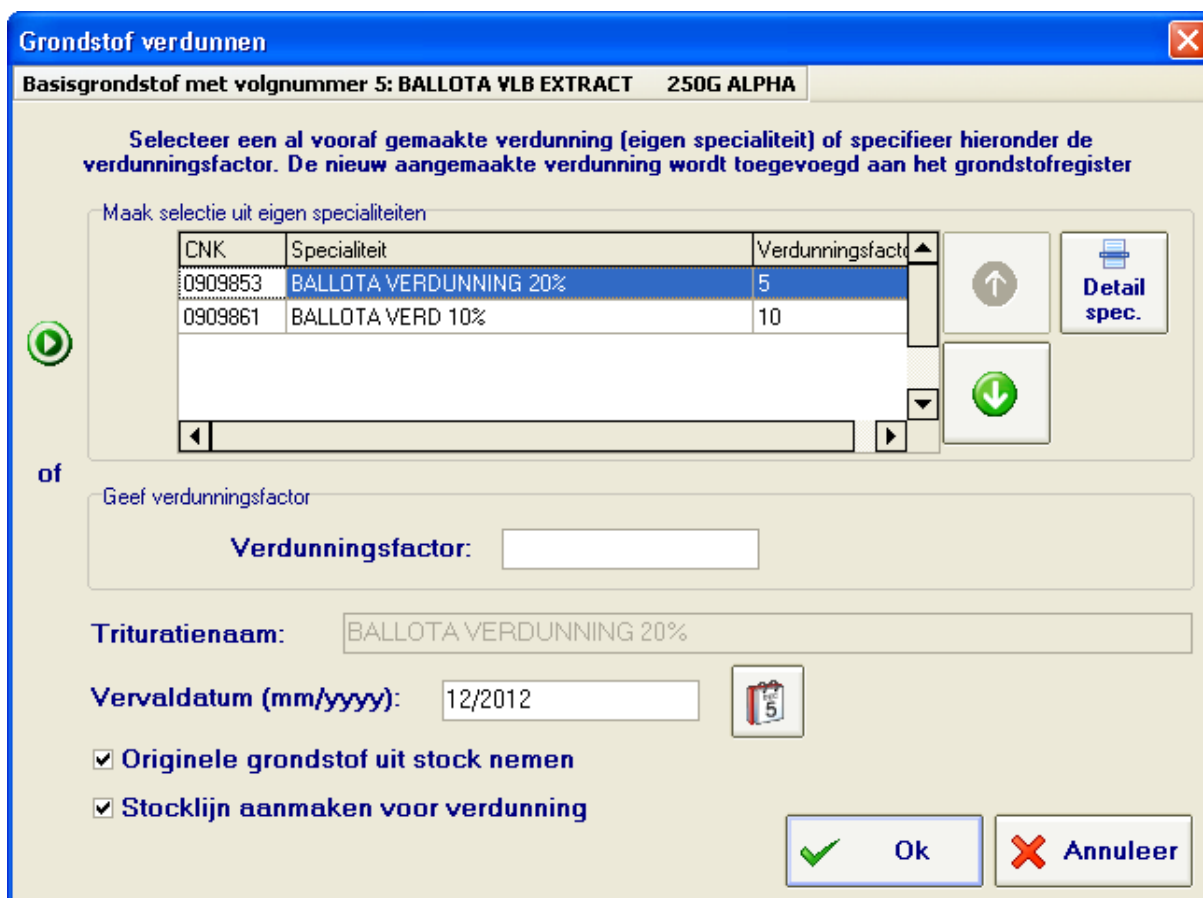 Grondstof verdunnen
Basisgrondstof met volgnummer 5: BALLOTA VLB EXTRACT 250G ALPHA
Selecteer een al vooraf gemaakte verdunning (eigen specialiteit) of specifieer hieronder de
verdunningsfactor. De nieuw aangemaakte verdunning wordt toegevoegd aan het grondstofregister
Maak selectie uit eigen specialiteiten
CNK Specialiteit Verdunningsfacto
0909853 BALLOTA VERDUNNING 20% 5
0909861 BALLOTA VERD 10% 10
Detail
spec.
of
Geef verdunningsfactor
Verdunningsfactor:
Trituratienaam: BALLOTA VERDUNNING 20%
Vervaldatum (mm/yyyy): 12/2012
5
Originele grondstof uit stock nemen
Stocklijn aanmaken voor verdunning
Ok Annuleer